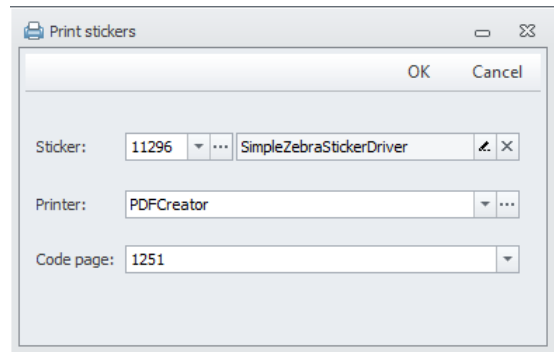 Print stickers
OK Cancel
Sticker: 11296 ... SimpleZebraStickerDriver
Printer: PDFCreator ...
Code page: 1251